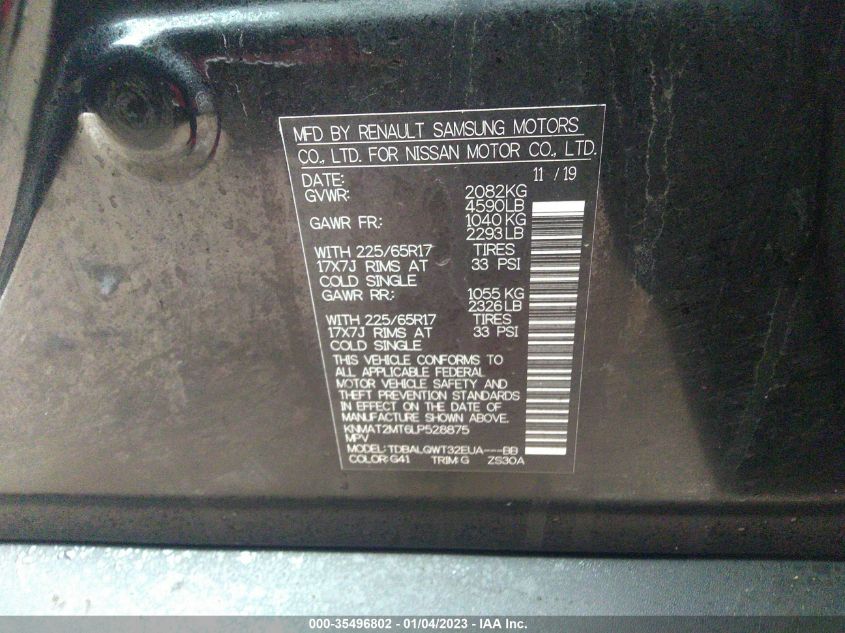 MFD BY RENAULT SAMSUNG MOTORS
CO., LTD. FOR NISSAN MOTOR CO., LTD.
DATE: 11 / 19
GVWR: 2082KG
4590LB
GAWR FR: 1040 KG
2293LB
WITH 225/65R17 TIRES
17X7J RIMS AT 33 PSI
COLD SINGLE
GAWR RR: 1055 KG
2326LB
WITH 225/65R17 TIRES
17X7J RIMS AT 33 PSI
COLD SINGLE
THIS VEHICLE CONFORMS TO
ALL APPLICABLE FEDERAL
MOTOR VEHICLE SAFETY AND
THEFT PREVENTION STANDARDS
IN EFFECT ON THE DATE OF
MANUFACTURE SHOWN ABOVE.
KNMAT2MT6LP528875
MPV
MODEL: TDBALQWT32EUA---BB
COLOR: G41 TRIM: G ZS30A
000-35496802 - 01/04/2023 - IAA Inc.